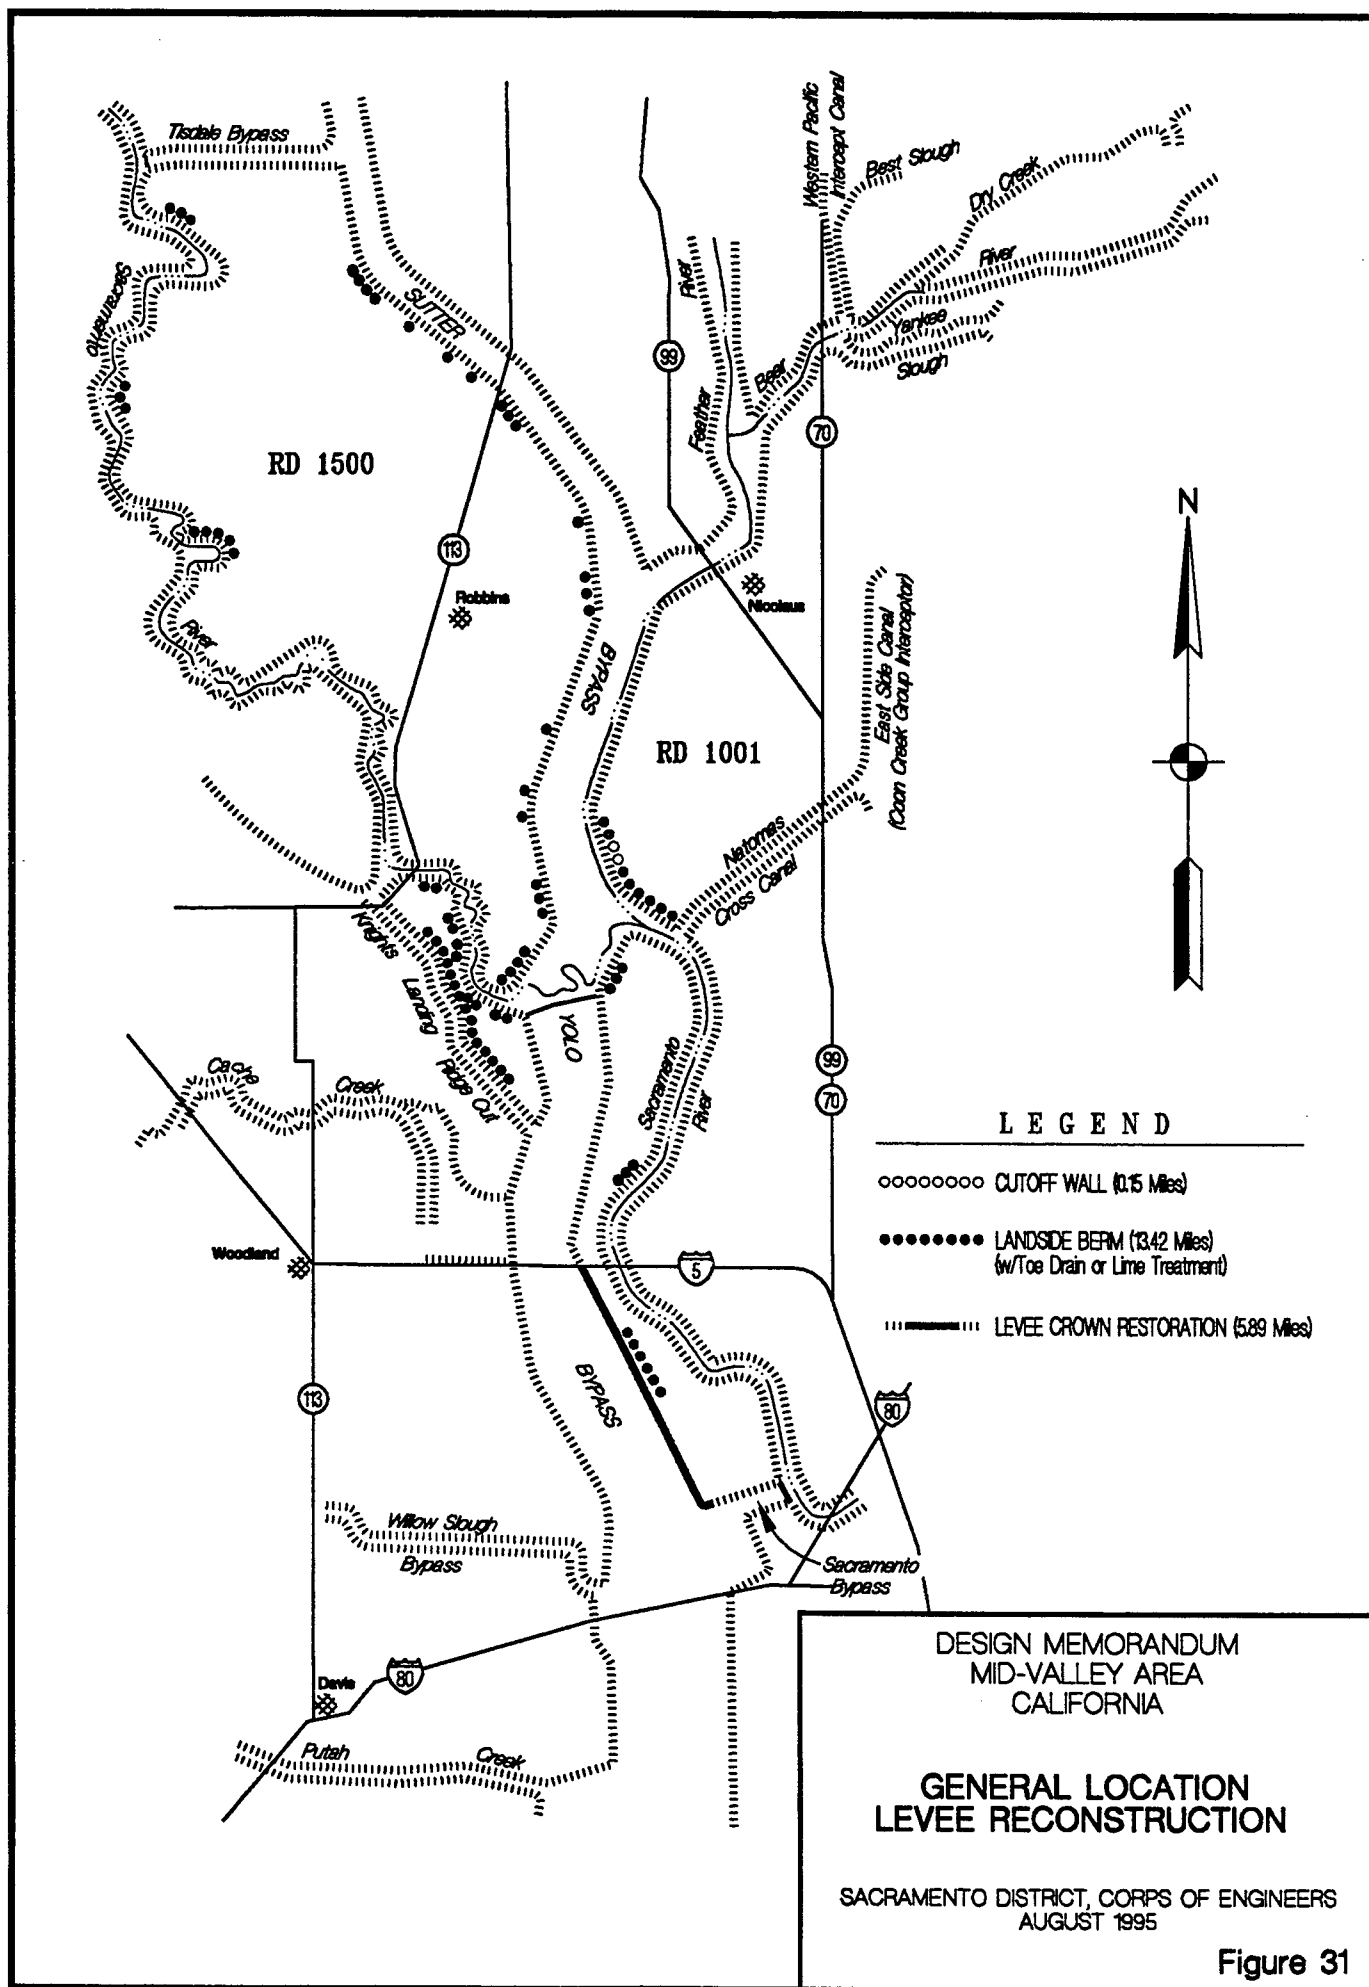 Tisdale Bypass
Western Pacific
Intercept Canal
Best Slough
Dry Creek
River
Yankee
Slough
Bear
River
Feather
SUTTER
Sacramento
99
70
RD 1500
113
Robbins
Nicolaus
N
River
BYPASS
RD 1001
East Side Canal
(Coon Creek Group Interceptor)
Natomas
Cross Canal
Knights
Landing
Ridge Cut
YOLO
Sacramento
River
Cache
Creek
99
70
LEGEND
CUTOFF WALL (0.15 Miles)
LANDSIDE BERM (13.42 Miles)
(w/Toe Drain or Lime Treatment)
LEVEE CROWN RESTORATION (5.89 Miles)
Woodland
5
BYPASS
113
80
Willow Slough
Bypass
Sacramento
Bypass
80
Davis
Putah
Creek
DESIGN MEMORANDUM
MID-VALLEY AREA
CALIFORNIA
GENERAL LOCATION
LEVEE RECONSTRUCTION
SACRAMENTO DISTRICT, CORPS OF ENGINEERS
AUGUST 1995
Figure 31